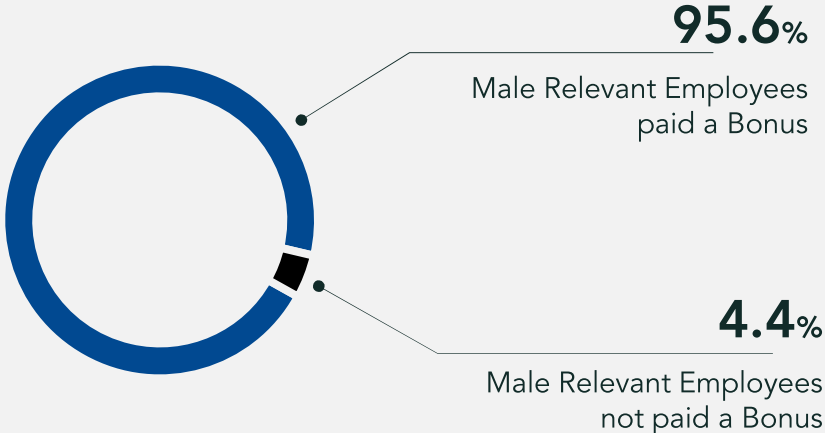 95.6%
Male Relevant Employees
paid a Bonus
4.4%
Male Relevant Employees
not paid a Bonus